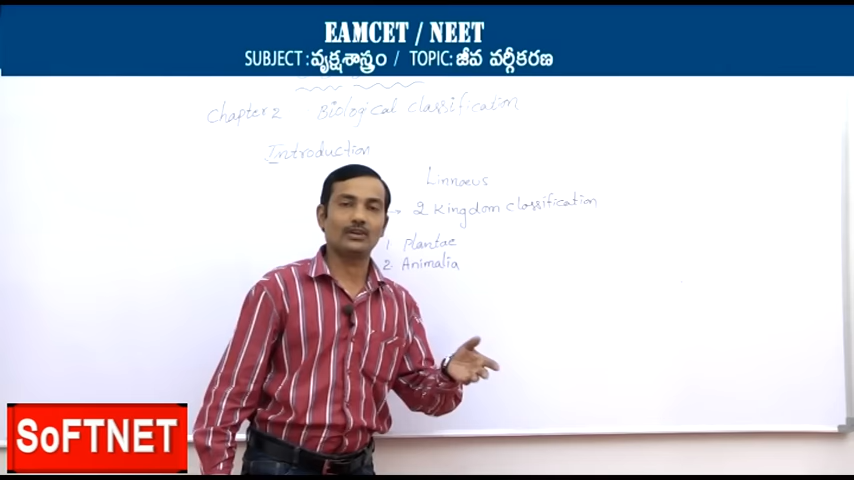 EAMCET / NEET
SUBJECT : వృక్షశాస్త్రం / TOPIC: జీవ వర్గీకరణ
Chapter 2 Biological classification
Introduction
Linnaeus
→ 2 Kingdom classification
1 Plantae
2. Animalia
SOFTNET